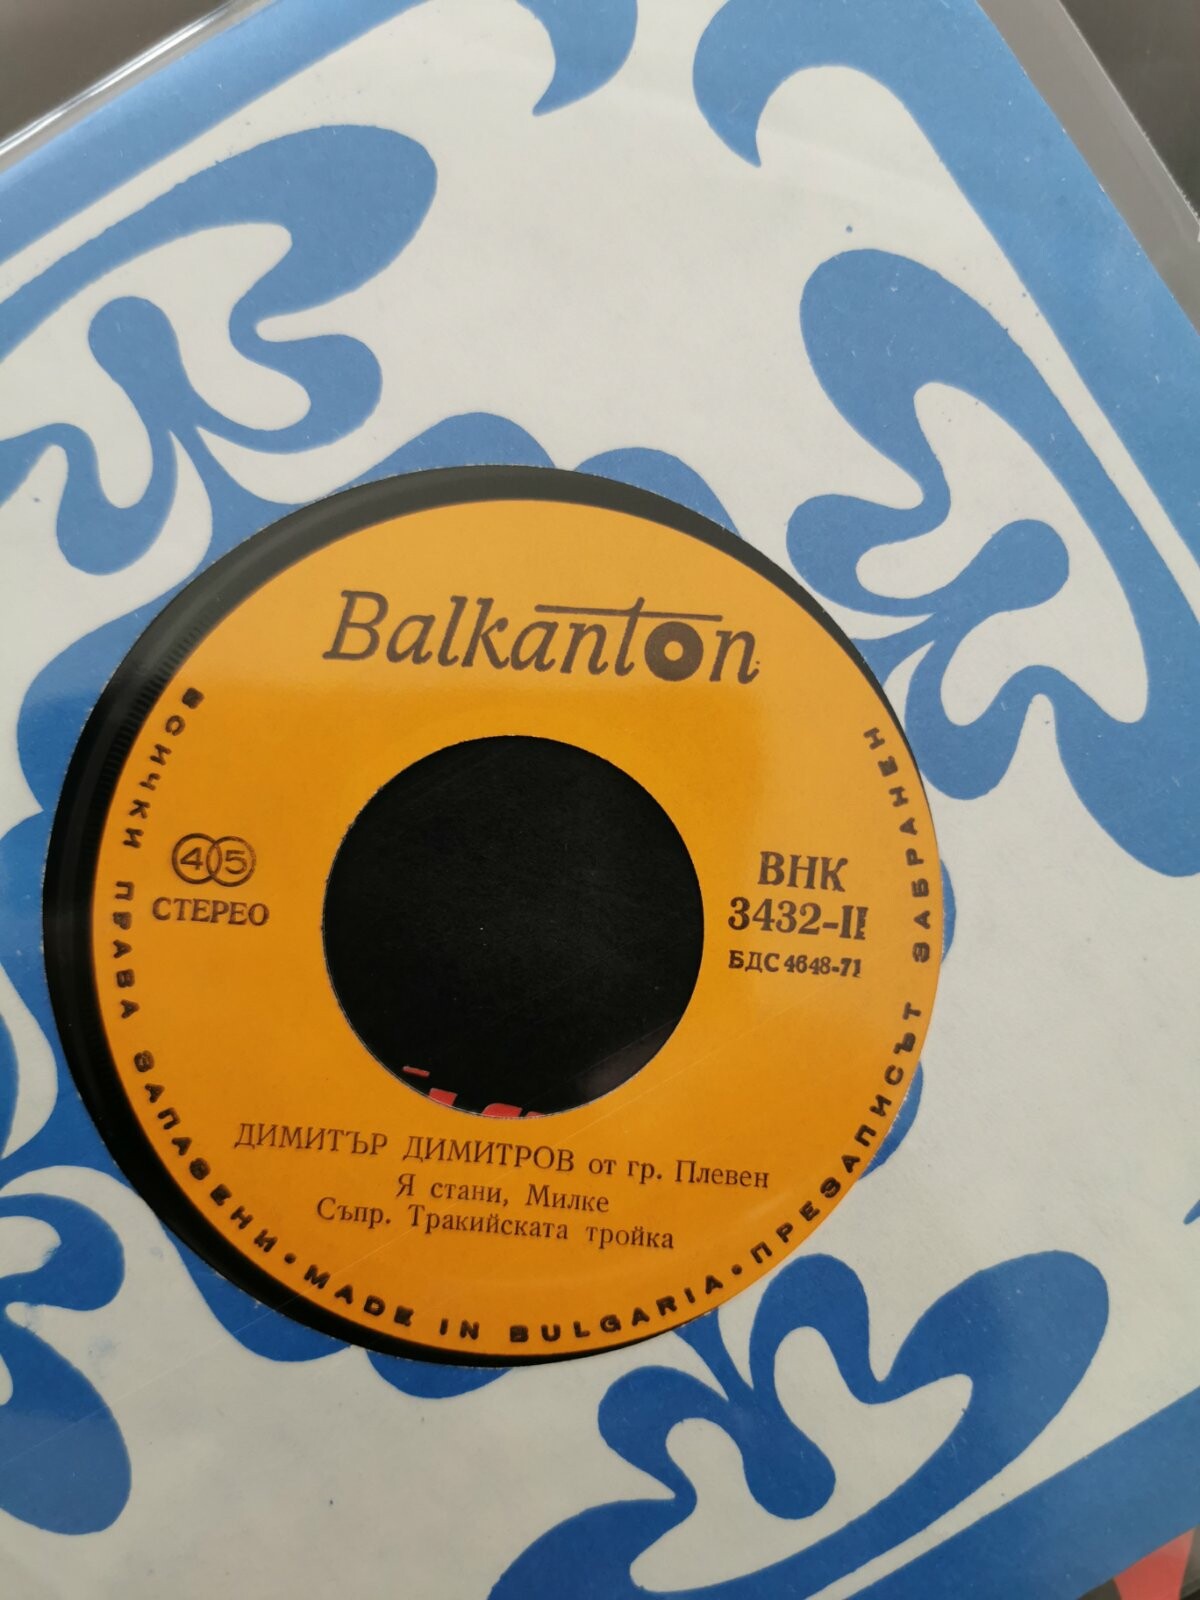 Balkanton
45
СТЕРЕО
ВНК
3432-II
БДС 4648-71
ДИМИТЪР ДИМИТРОВ от гр. Плевен
Я стани, Милке
Съпр. Тракийската тройка
ВСИЧКИ ПРАВА ЗАПАЗЕНИ • MADE IN BULGARIA • ПРЕЗАПИСЪТ ЗАБРАНЕН